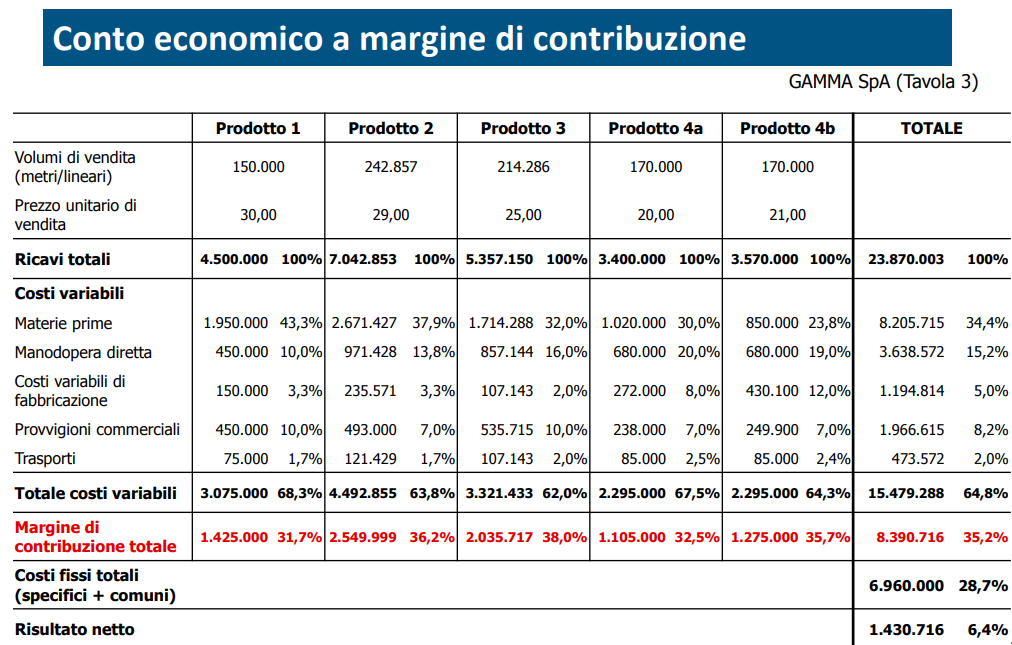 Conto economico a margine di contribuzione
GAMMA SpA (Tavola 3)
Prodotto 1 Prodotto 2 Prodotto 3 Prodotto 4a Prodotto 4b TOTALE
Volumi di vendita
(metri/lineari) 150.000 242.857 214.286 170.000 170.000
Prezzo unitario di
vendita 30,00 29,00 25,00 20,00 21,00
Ricavi totali 4.500.000 100% 7.042.853 100% 5.357.150 100% 3.400.000 100% 3.570.000 100% 23.870.003 100%
Costi variabili
Materie prime 1.950.000 43,3% 2.671.427 37,9% 1.714.288 32,0% 1.020.000 30,0% 850.000 23,8% 8.205.715 34,4%
Manodopera diretta 450.000 10,0% 971.428 13,8% 857.144 16,0% 680.000 20,0% 680.000 19,0% 3.638.572 15,2%
Costi variabili di
fabbricazione 150.000 3,3% 235.571 3,3% 107.143 2,0% 272.000 8,0% 430.100 12,0% 1.194.814 5,0%
Provvigioni commerciali 450.000 10,0% 493.000 7,0% 535.715 10,0% 238.000 7,0% 249.900 7,0% 1.966.615 8,2%
Trasporti 75.000 1,7% 121.429 1,7% 107.143 2,0% 85.000 2,5% 85.000 2,4% 473.572 2,0%
Totale costi variabili 3.075.000 68,3% 4.492.855 63,8% 3.321.433 62,0% 2.295.000 67,5% 2.295.000 64,3% 15.479.288 64,8%
Margine di
contribuzione totale 1.425.000 31,7% 2.549.999 36,2% 2.035.717 38,0% 1.105.000 32,5% 1.275.000 35,7% 8.390.716 35,2%
Costi fissi totali
(specifici + comuni) 6.960.000 28,7%
Risultato netto 1.430.716 6,4%